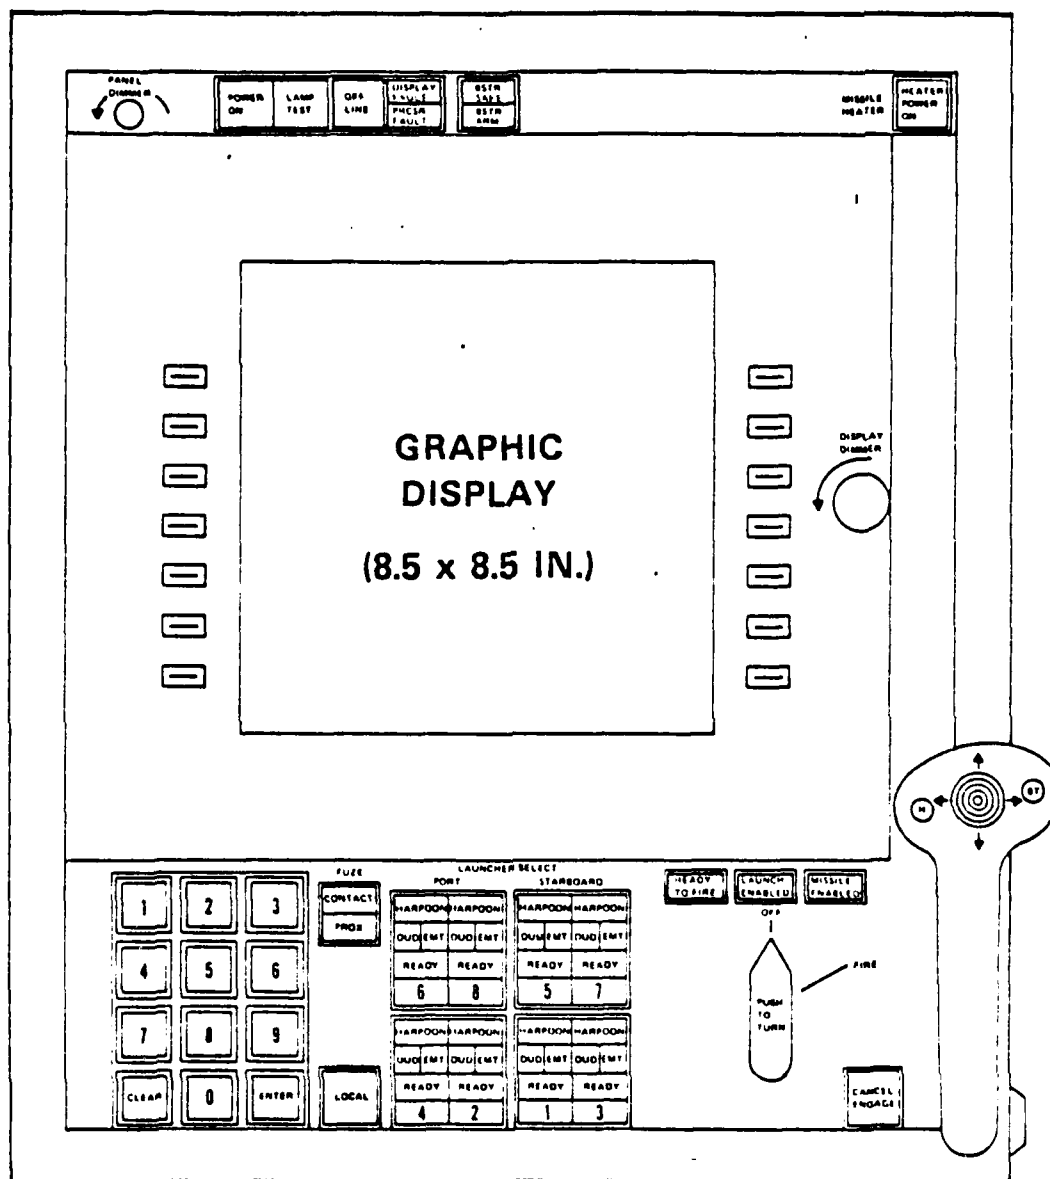 PANEL
DIMMER
POWER
ON
LAMP
TEST
OFF
LINE
DISPLAY
FAULT
PRCSR
FAULT
BSTR
SAFE
BSTR
ARM
MISSILE
HEATER
HEATER
POWER
ON
GRAPHIC
DISPLAY
(8.5 x 8.5 IN.)
DISPLAY
DIMMER
H
BT
FUZE
CONTACT
PROX
LAUNCHER SELECT
PORT
STARBOARD
READY
TO FIRE
LAUNCH
ENABLED
MISSILE
ENABLED
1 2 3
4 5 6
7 8 9
CLEAR 0 ENTER
LOCAL
HARPOON HARPOON
DUD EMT DUD EMT
READY READY
6 8
HARPOON HARPOON
DUM EMT DUD EMT
READY READY
5 7
HARPOON HARPOON
DUD EMT DUD EMT
READY READY
4 2
HARPOON HARPOON
DUD EMT DUD EMT
READY READY
1 3
OFF
FIRE
PUSH
TO
TURN
CANCEL
ENGAGE